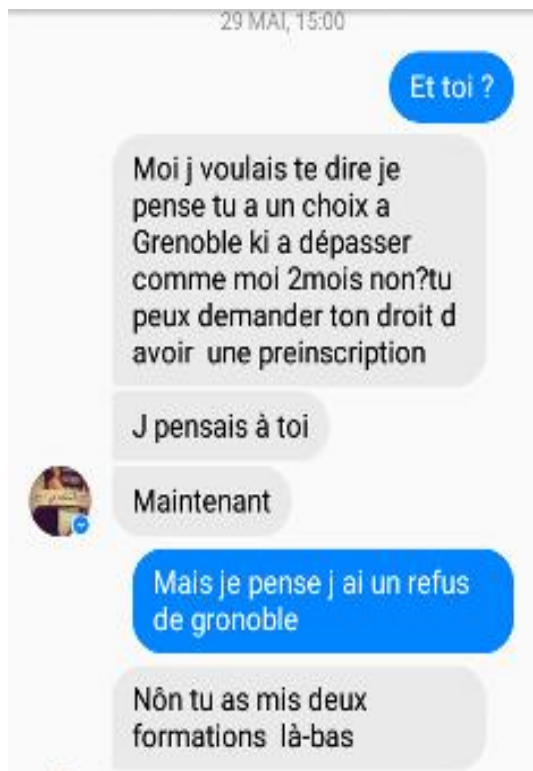 29 MAI, 15:00
Et toi ?
Moi j voulais te dire je
pense tu a un choix a
Grenoble ki a dépasser
comme moi 2mois non?tu
peux demander ton droit d
avoir une preinscription
J pensais à toi
Maintenant
Mais je pense j ai un refus
de gronoble
Nôn tu as mis deux
formations là-bas